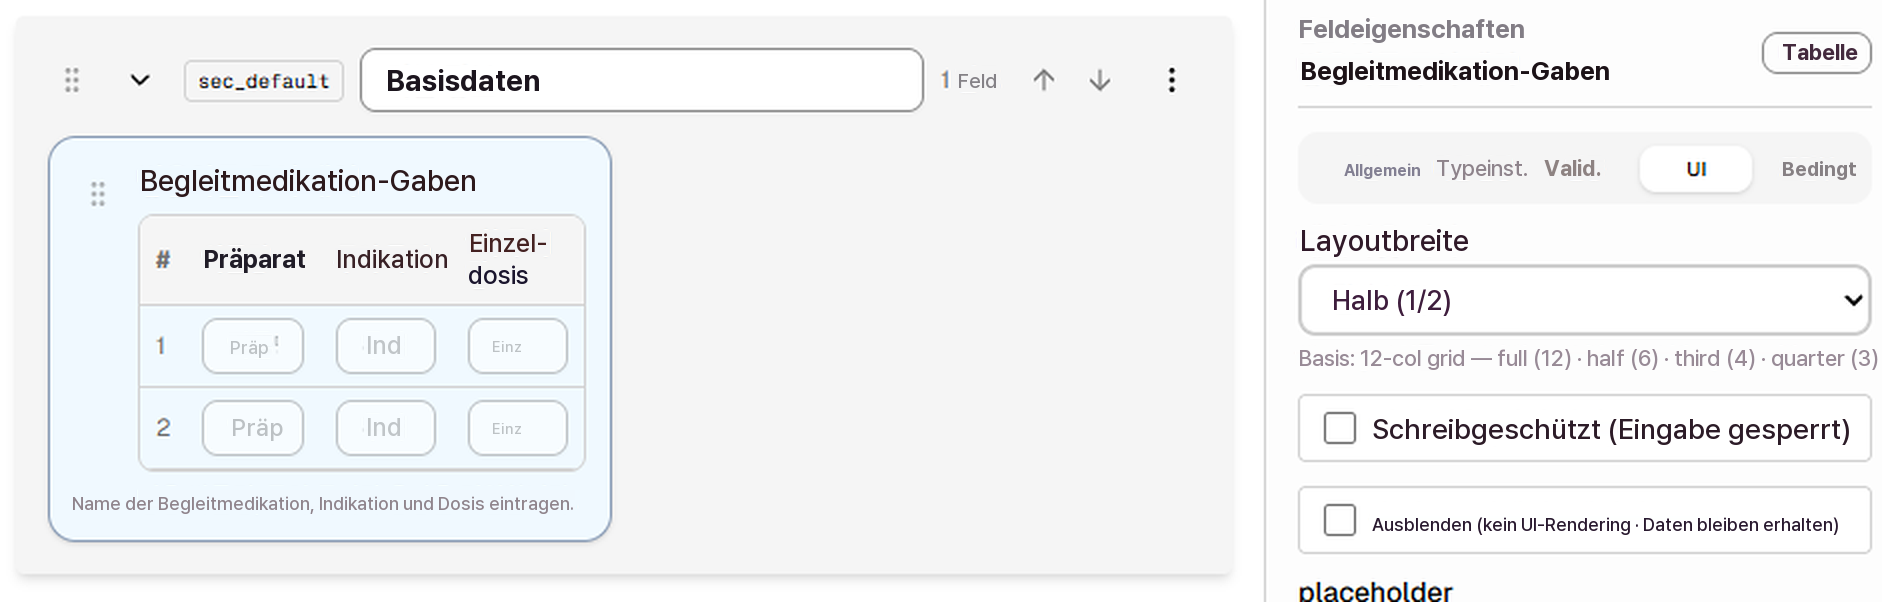 sec_default Basisdaten 1 Feld
Begleitmedikation-Gaben
# Präparat Indikation Einzel-
dosis
1 Präp Ind Einz
2 Präp Ind Einz
Name der Begleitmedikation, Indikation und Dosis eintragen.
Feldeigenschaften
Begleitmedikation-Gaben Tabelle
Allgemein Typeinst. Valid. UI Bedingt
Layoutbreite
Halb (1/2)
Basis: 12-col grid — full (12) · half (6) · third (4) · quarter (3)
Schreibgeschützt (Eingabe gesperrt)
Ausblenden (kein UI-Rendering · Daten bleiben erhalten)
placeholder